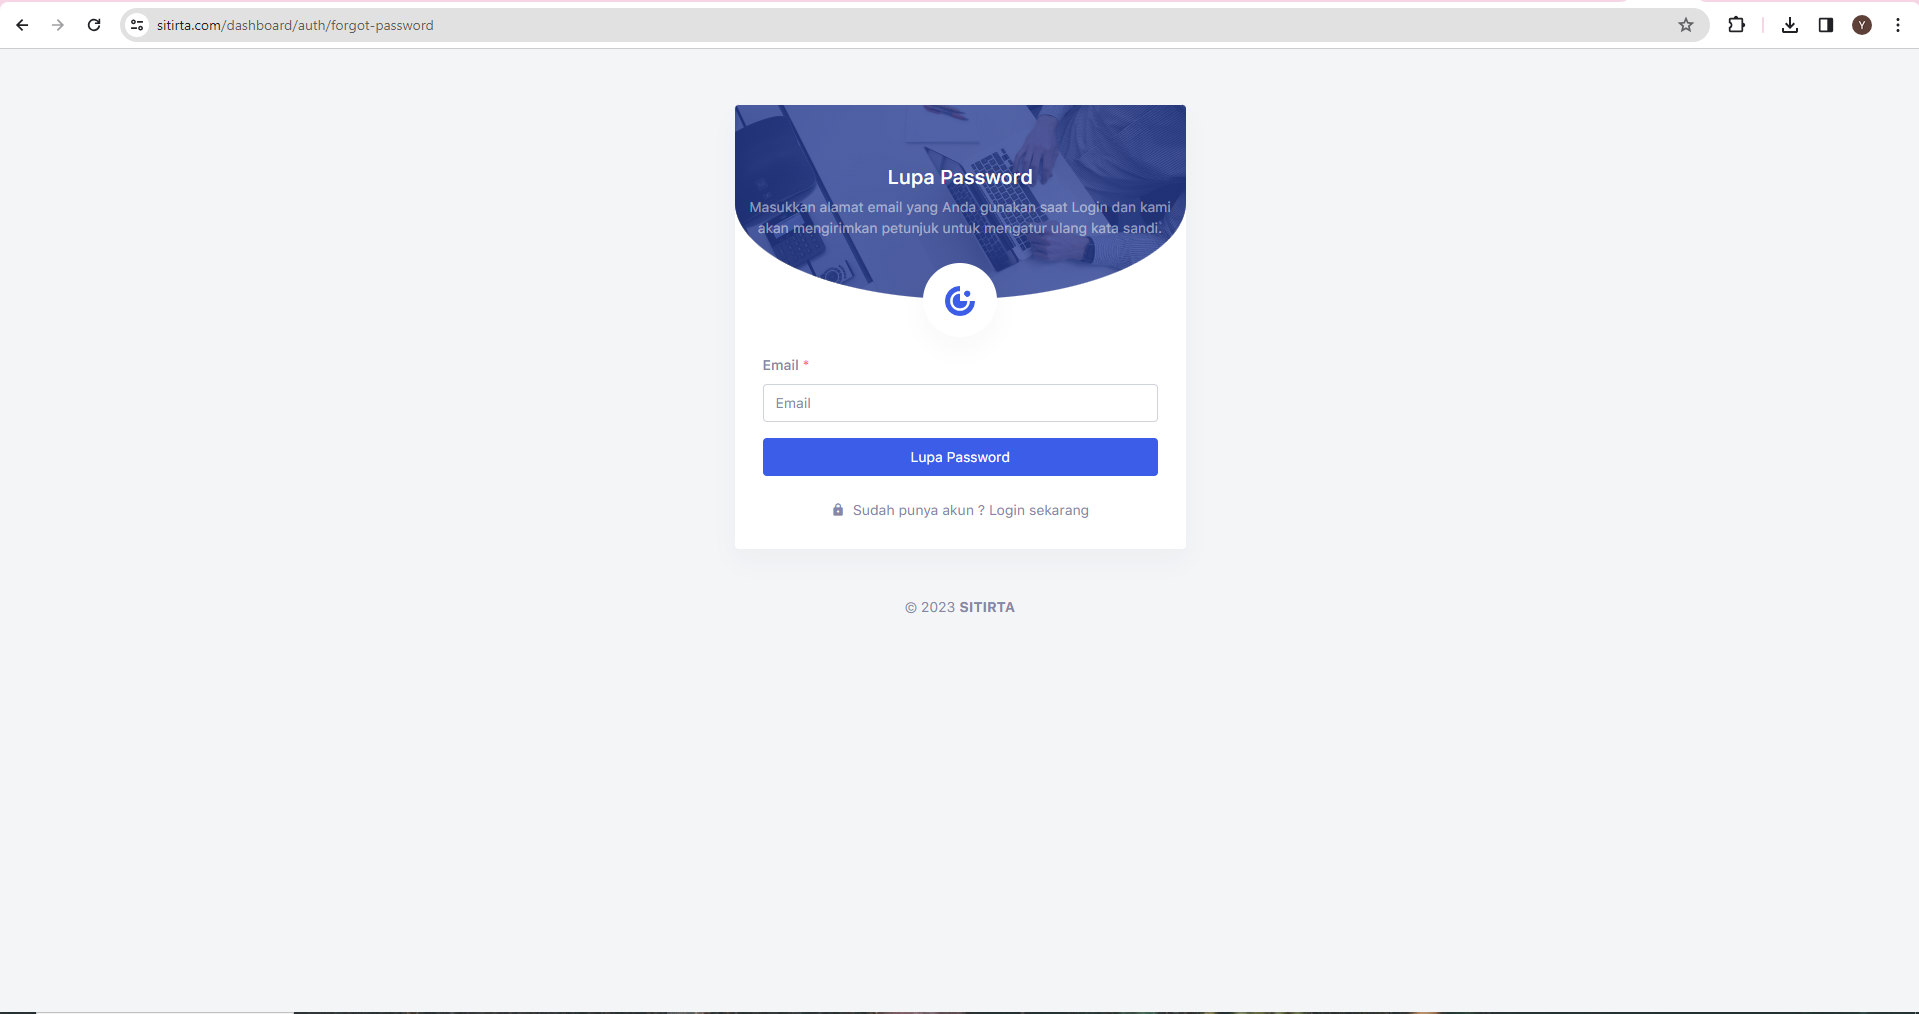 sitirta.com/dashboard/auth/forgot-password
Y
Lupa Password
Masukkan alamat email yang Anda gunakan saat Login dan kami
akan mengirimkan petunjuk untuk mengatur ulang kata sandi.
Email *
Email
Lupa Password
Sudah punya akun ? Login sekarang
© 2023 SITIRTA